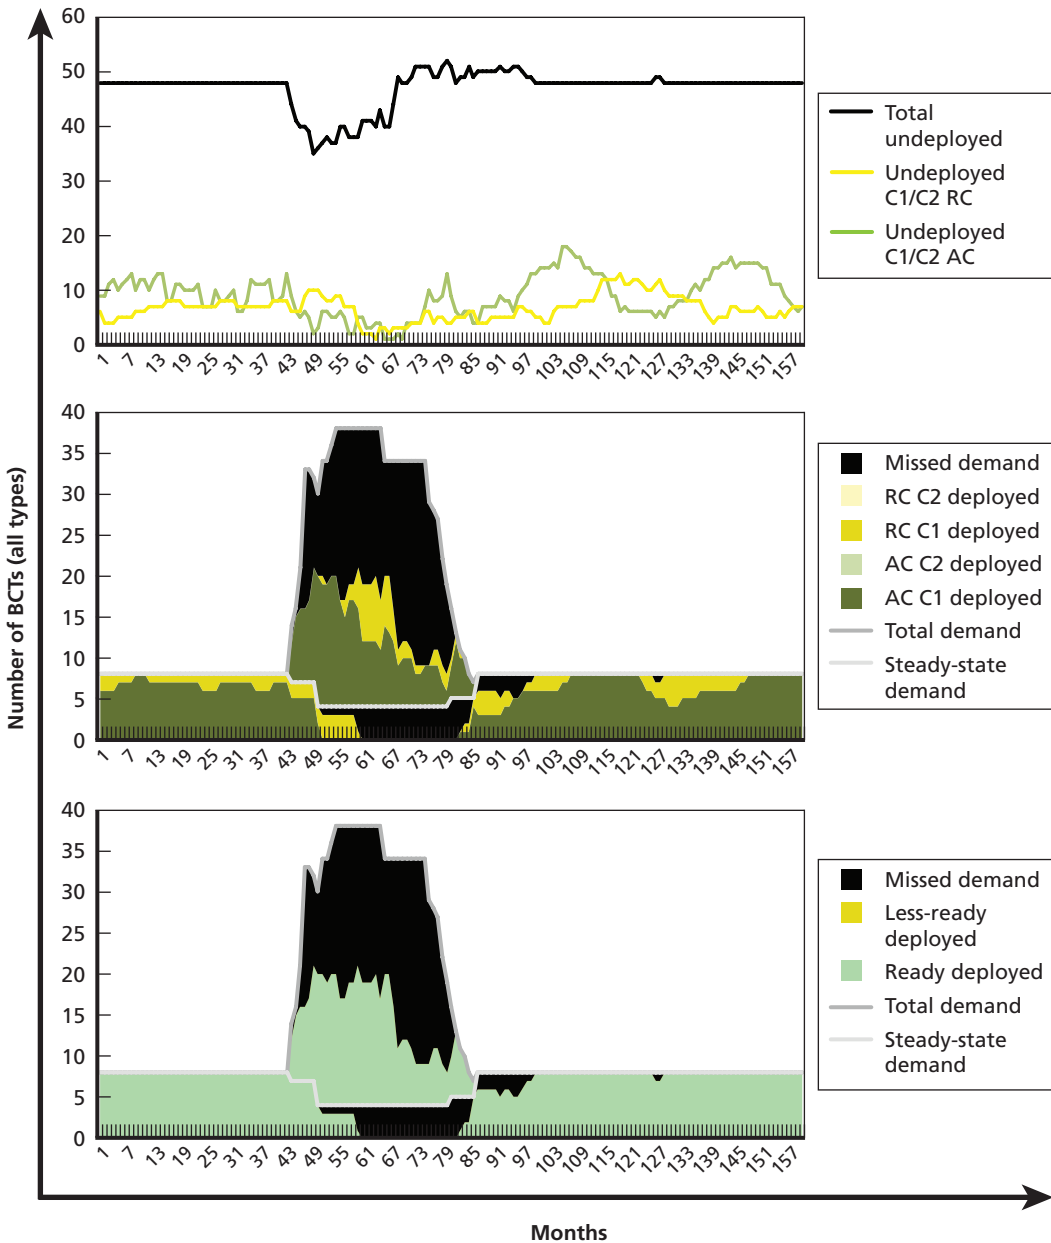 60
50
40
30
20
10
0
1 7 13 19 25 31 37 43 49 55 61 67 73 79 85 91 97 103 109 115 121 127 133 139 145 151 157
Total
undeployed
Undeployed
C1/C2 RC
Undeployed
C1/C2 AC
Number of BCTs (all types)
40
35
30
25
20
15
10
5
0
1 7 13 19 25 31 37 43 49 55 61 67 73 79 85 91 97 103 109 115 121 127 133 139 145 151 157
Missed demand
RC C2 deployed
RC C1 deployed
AC C2 deployed
AC C1 deployed
Total demand
Steady-state
demand
40
35
30
25
20
15
10
5
0
1 7 13 19 25 31 37 43 49 55 61 67 73 79 85 91 97 103 109 115 121 127 133 139 145 151 157
Missed demand
Less-ready
deployed
Ready deployed
Total demand
Steady-state
demand
Months